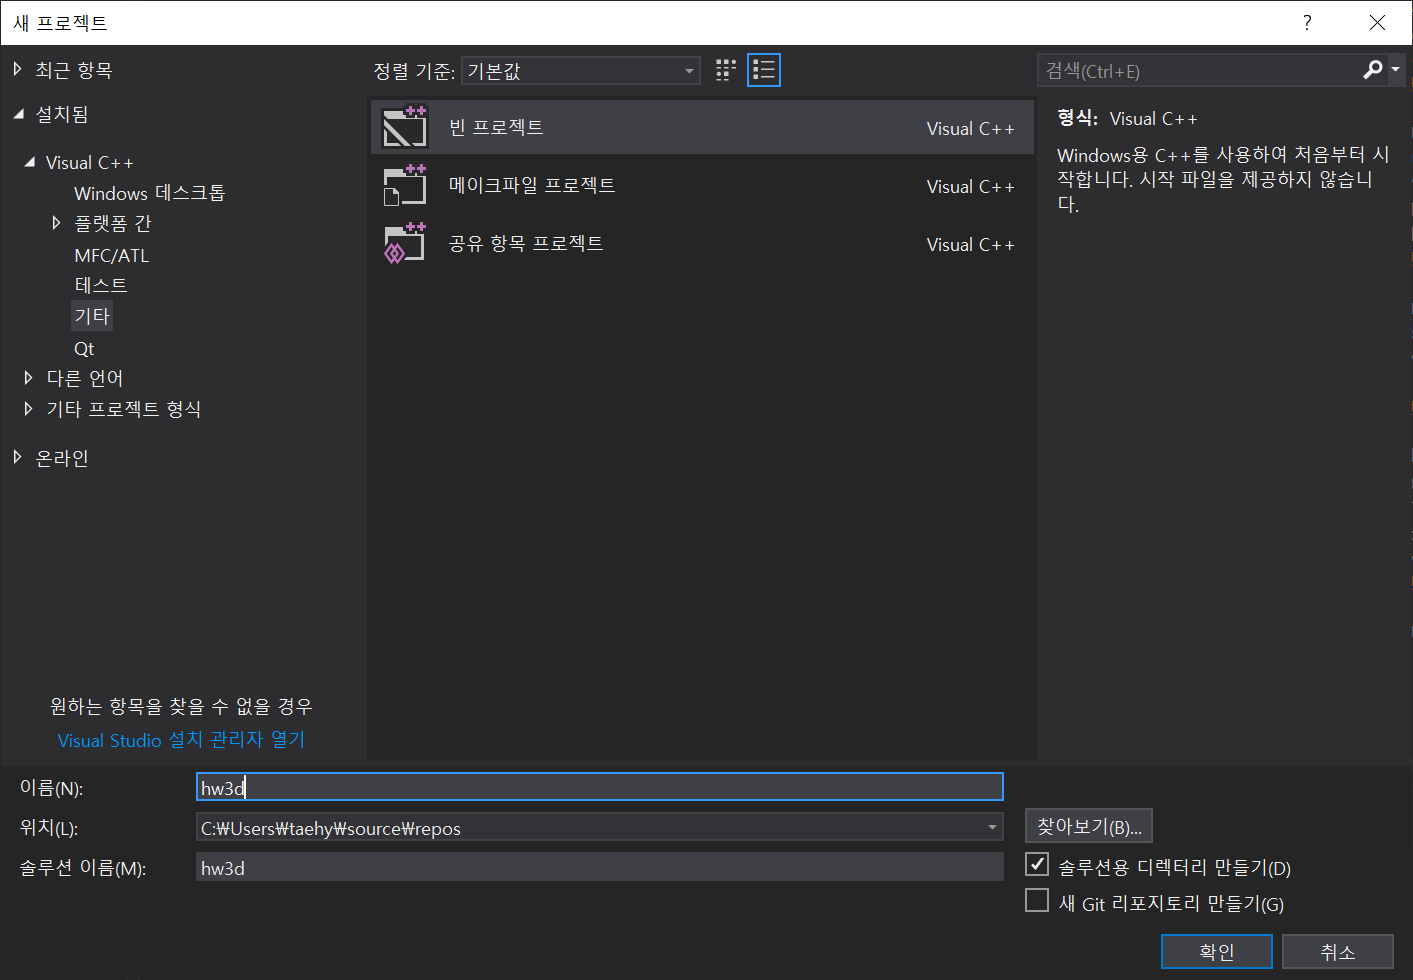 새 프로젝트
?
최근 항목
설치됨
Visual C++
Windows 데스크톱
플랫폼 간
MFC/ATL
테스트
기타
Qt
다른 언어
기타 프로젝트 형식
온라인
원하는 항목을 찾을 수 없을 경우
Visual Studio 설치 관리자 열기
정렬 기준: 기본값
빈 프로젝트 Visual C++
메이크파일 프로젝트 Visual C++
공유 항목 프로젝트 Visual C++
검색(Ctrl+E)
형식: Visual C++
Windows용 C++를 사용하여 처음부터 시
작합니다. 시작 파일을 제공하지 않습니
다.
이름(N): hw3d
위치(L): C:₩Users₩taehy₩source₩repos
찾아보기(B)...
솔루션 이름(M): hw3d
솔루션용 디렉터리 만들기(D)
새 Git 리포지토리 만들기(G)
확인 취소